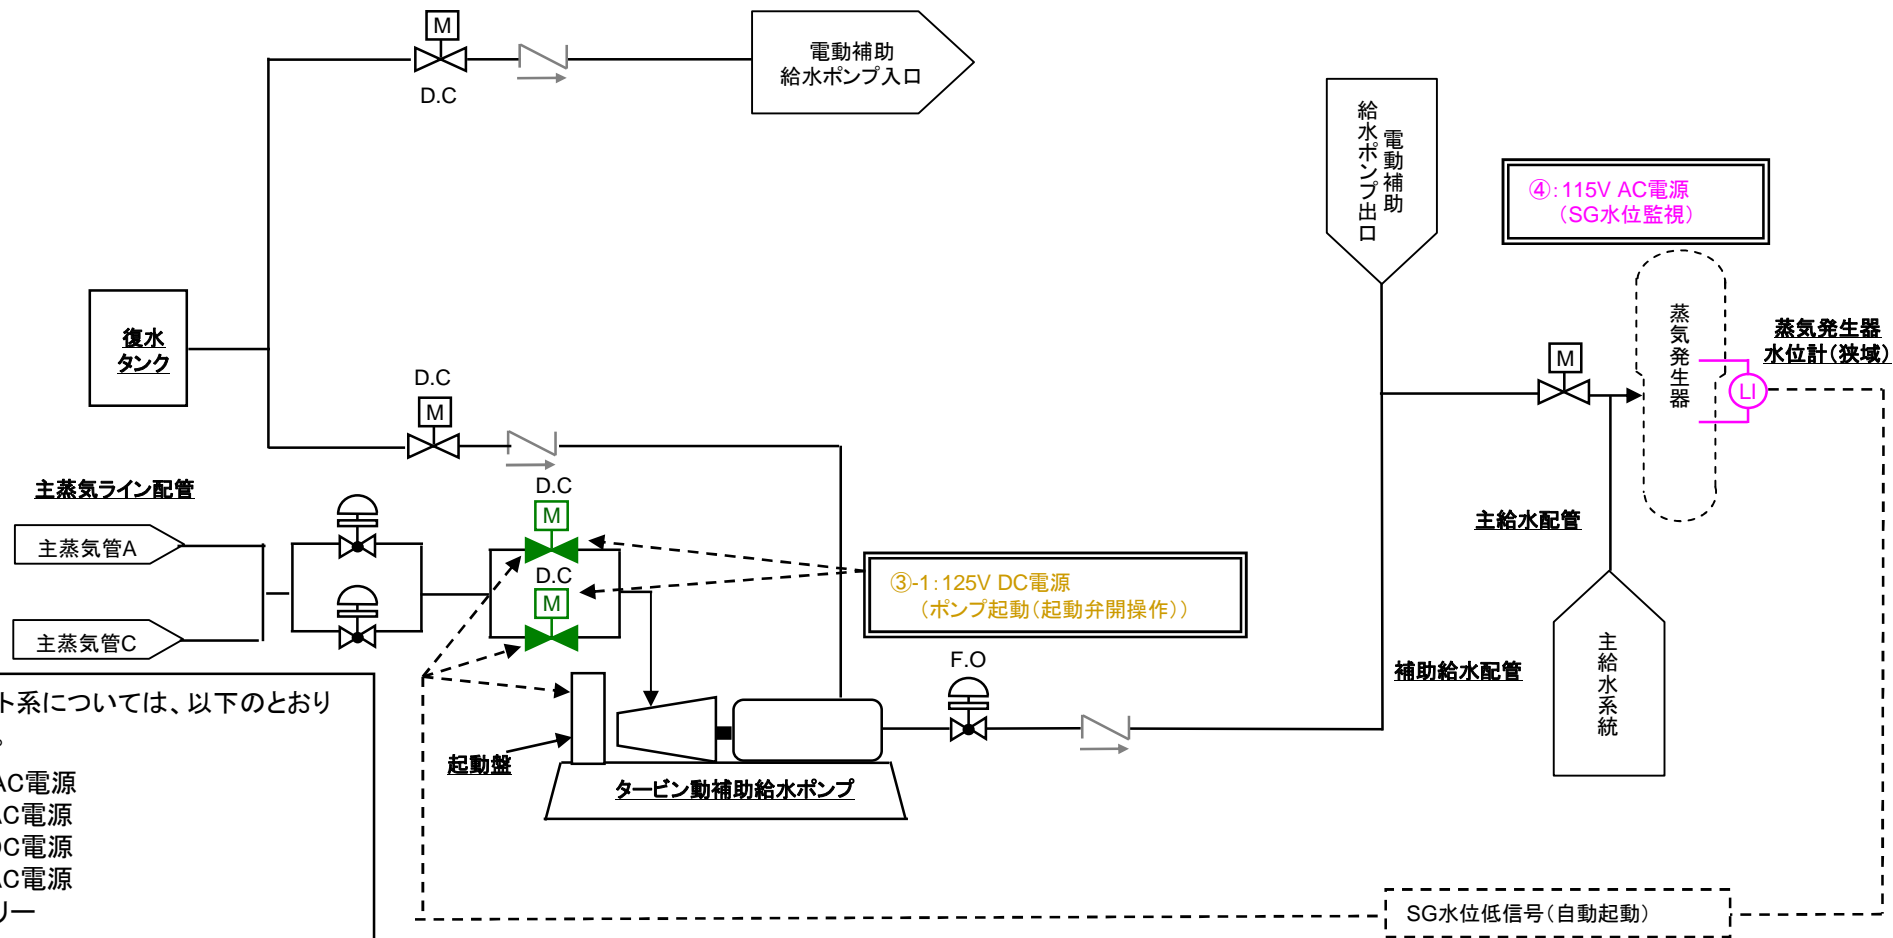 M
D.C
電動補助
給水ポンプ入口
電動補助
給水ポンプ出口
④：115V AC電源
（SG水位監視）
復水
タンク
D.C
M
M
蒸気発生器
蒸気発生器
水位計（狭域）
LI
主蒸気ライン配管
主蒸気管A
主蒸気管C
D.C
M
D.C
M
③-1：125V DC電源
（ポンプ起動（起動弁開操作））
主給水配管
F.O
補助給水配管
主給水系統
起動盤
タービン動補助給水ポンプ
ト系については、以下のとおり
。
AC電源
AC電源
DC電源
AC電源
リー
SG水位低信号（自動起動）